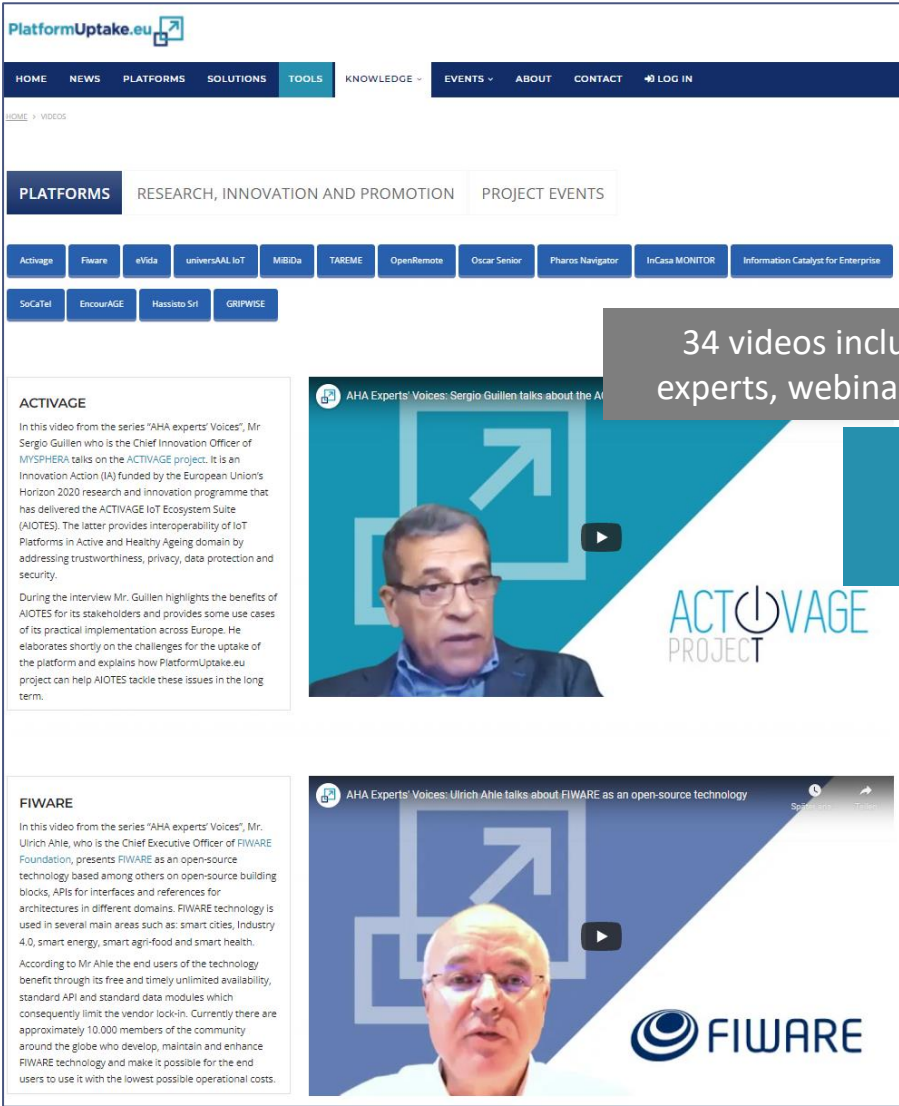 PlatformUptake.eu
HOME NEWS PLATFORMS SOLUTIONS TOOLS KNOWLEDGE EVENTS ABOUT CONTACT LOG IN
HOME > VIDEOS
PLATFORMS RESEARCH, INNOVATION AND PROMOTION PROJECT EVENTS
Activage Fiware eVida universAAL IoT MiBiDa TAREME OpenRemote Oscar Senior Pharos Navigator InCasa MONITOR Information Catalyst for Enterprise
SoCaTel EncourAGE Hassisto Srl GRIPWISE
34 videos inclu
experts, webina
ACTIVAGE
In this video from the series "AHA experts' Voices", Mr
Sergio Guillen who is the Chief Innovation Officer of
MYSPHERA talks on the ACTIVAGE project. It is an
Innovation Action (IA) funded by the European Union's
Horizon 2020 research and innovation programme that
has delivered the ACTIVAGE IoT Ecosystem Suite
(AIOTES). The latter provides interoperability of IoT
Platforms in Active and Healthy Ageing domain by
addressing trustworthiness, privacy, data protection and
security.
During the interview Mr. Guillen highlights the benefits of
AIOTES for its stakeholders and provides some use cases
of its practical implementation across Europe. He
elaborates shortly on the challenges for the uptake of
the platform and explains how PlatformUptake.eu
project can help AIOTES tackle these issues in the long
term.
AHA Experts' Voices: Sergio Guillen talks about the A
ACTIVAGE
PROJECT
FIWARE
In this video from the series "AHA experts' Voices", Mr.
Ulrich Ahle, who is the Chief Executive Officer of FIWARE
Foundation, presents FIWARE as an open-source
technology based among others on open-source building
blocks, APIs for interfaces and references for
architectures in different domains. FIWARE technology is
used in several main areas such as: smart cities, Industry
4.0, smart energy, smart agri-food and smart health.
According to Mr Ahle the end users of the technology
benefit through its free and timely unlimited availability,
standard API and standard data modules which
consequently limit the vendor lock-in. Currently there are
approximately 10.000 members of the community
around the globe who develop, maintain and enhance
FIWARE technology and make it possible for the end
users to use it with the lowest possible operational costs.
AHA Experts' Voices: Ulrich Ahle talks about FIWARE as an open-source technology
FIWARE